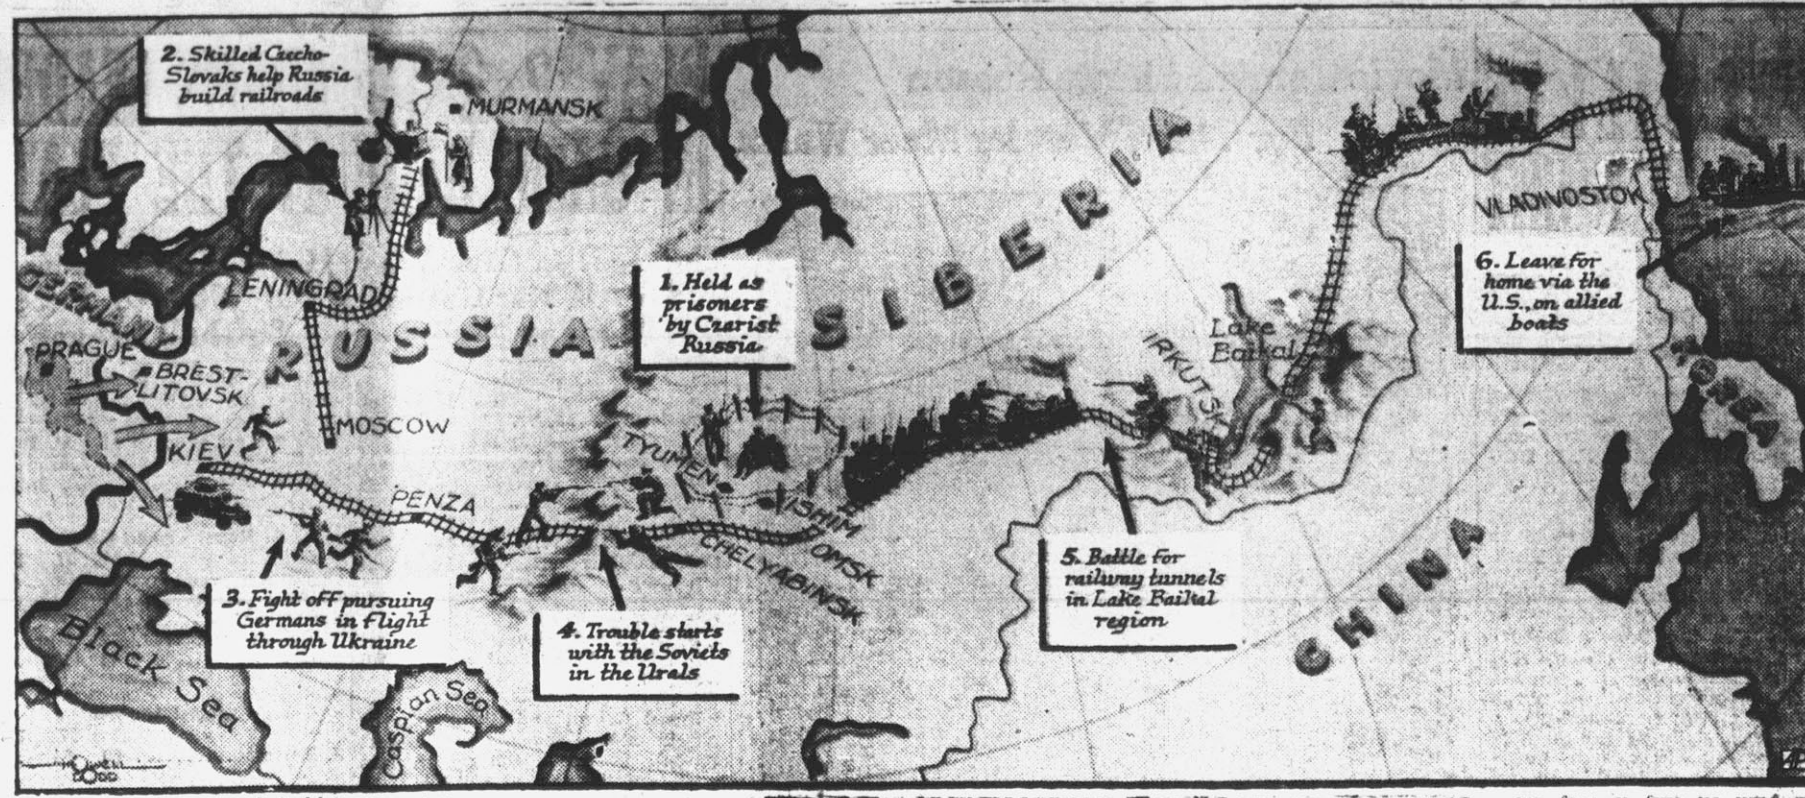 2. Skilled Czecho-
Slovaks help Russia
build railroads
MURMANSK
SIBERIA
VLADIVOSTOK
GERMANY
LENINGRAD
1. Held as
prisoners
by Czarist
Russia
6. Leave for
home via the
U.S., on allied
boats
RUSSIA
Lake
Baikal
IRKUTSK
PRAGUE
BREST-
LITOVSK
KOREA
MOSCOW
KIEV
TYUMEN
PENZA
ISHIM
OMSK
CHELYABINSK
3. Fight off pursuing
Germans in flight
through Ukraine
4. Trouble starts
with the Soviets
in the Urals
5. Battle for
railway tunnels
in Lake Baikal
region
CHINA
Black Sea
Caspian Sea
DODD